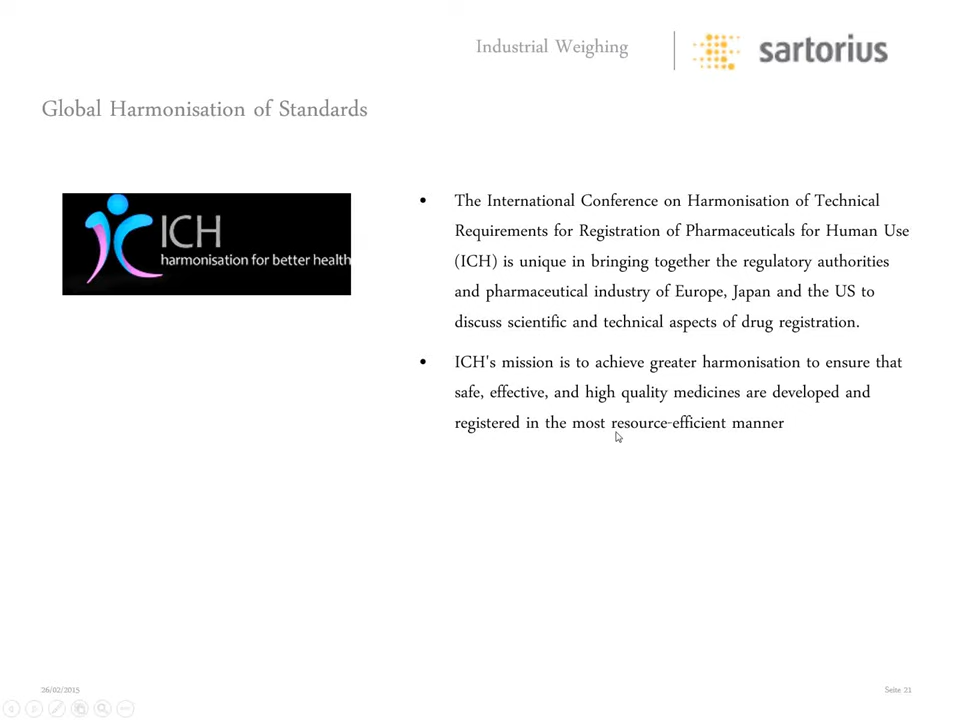 Industrial Weighing
sartorius
Global Harmonisation of Standards
ICH
harmonisation for better health
• The International Conference on Harmonisation of Technical
Requirements for Registration of Pharmaceuticals for Human Use
(ICH) is unique in bringing together the regulatory authorities
and pharmaceutical industry of Europe, Japan and the US to
discuss scientific and technical aspects of drug registration.
• ICH's mission is to achieve greater harmonisation to ensure that
safe, effective, and high quality medicines are developed and
registered in the most resource-efficient manner
26/02/2015
Seite 21